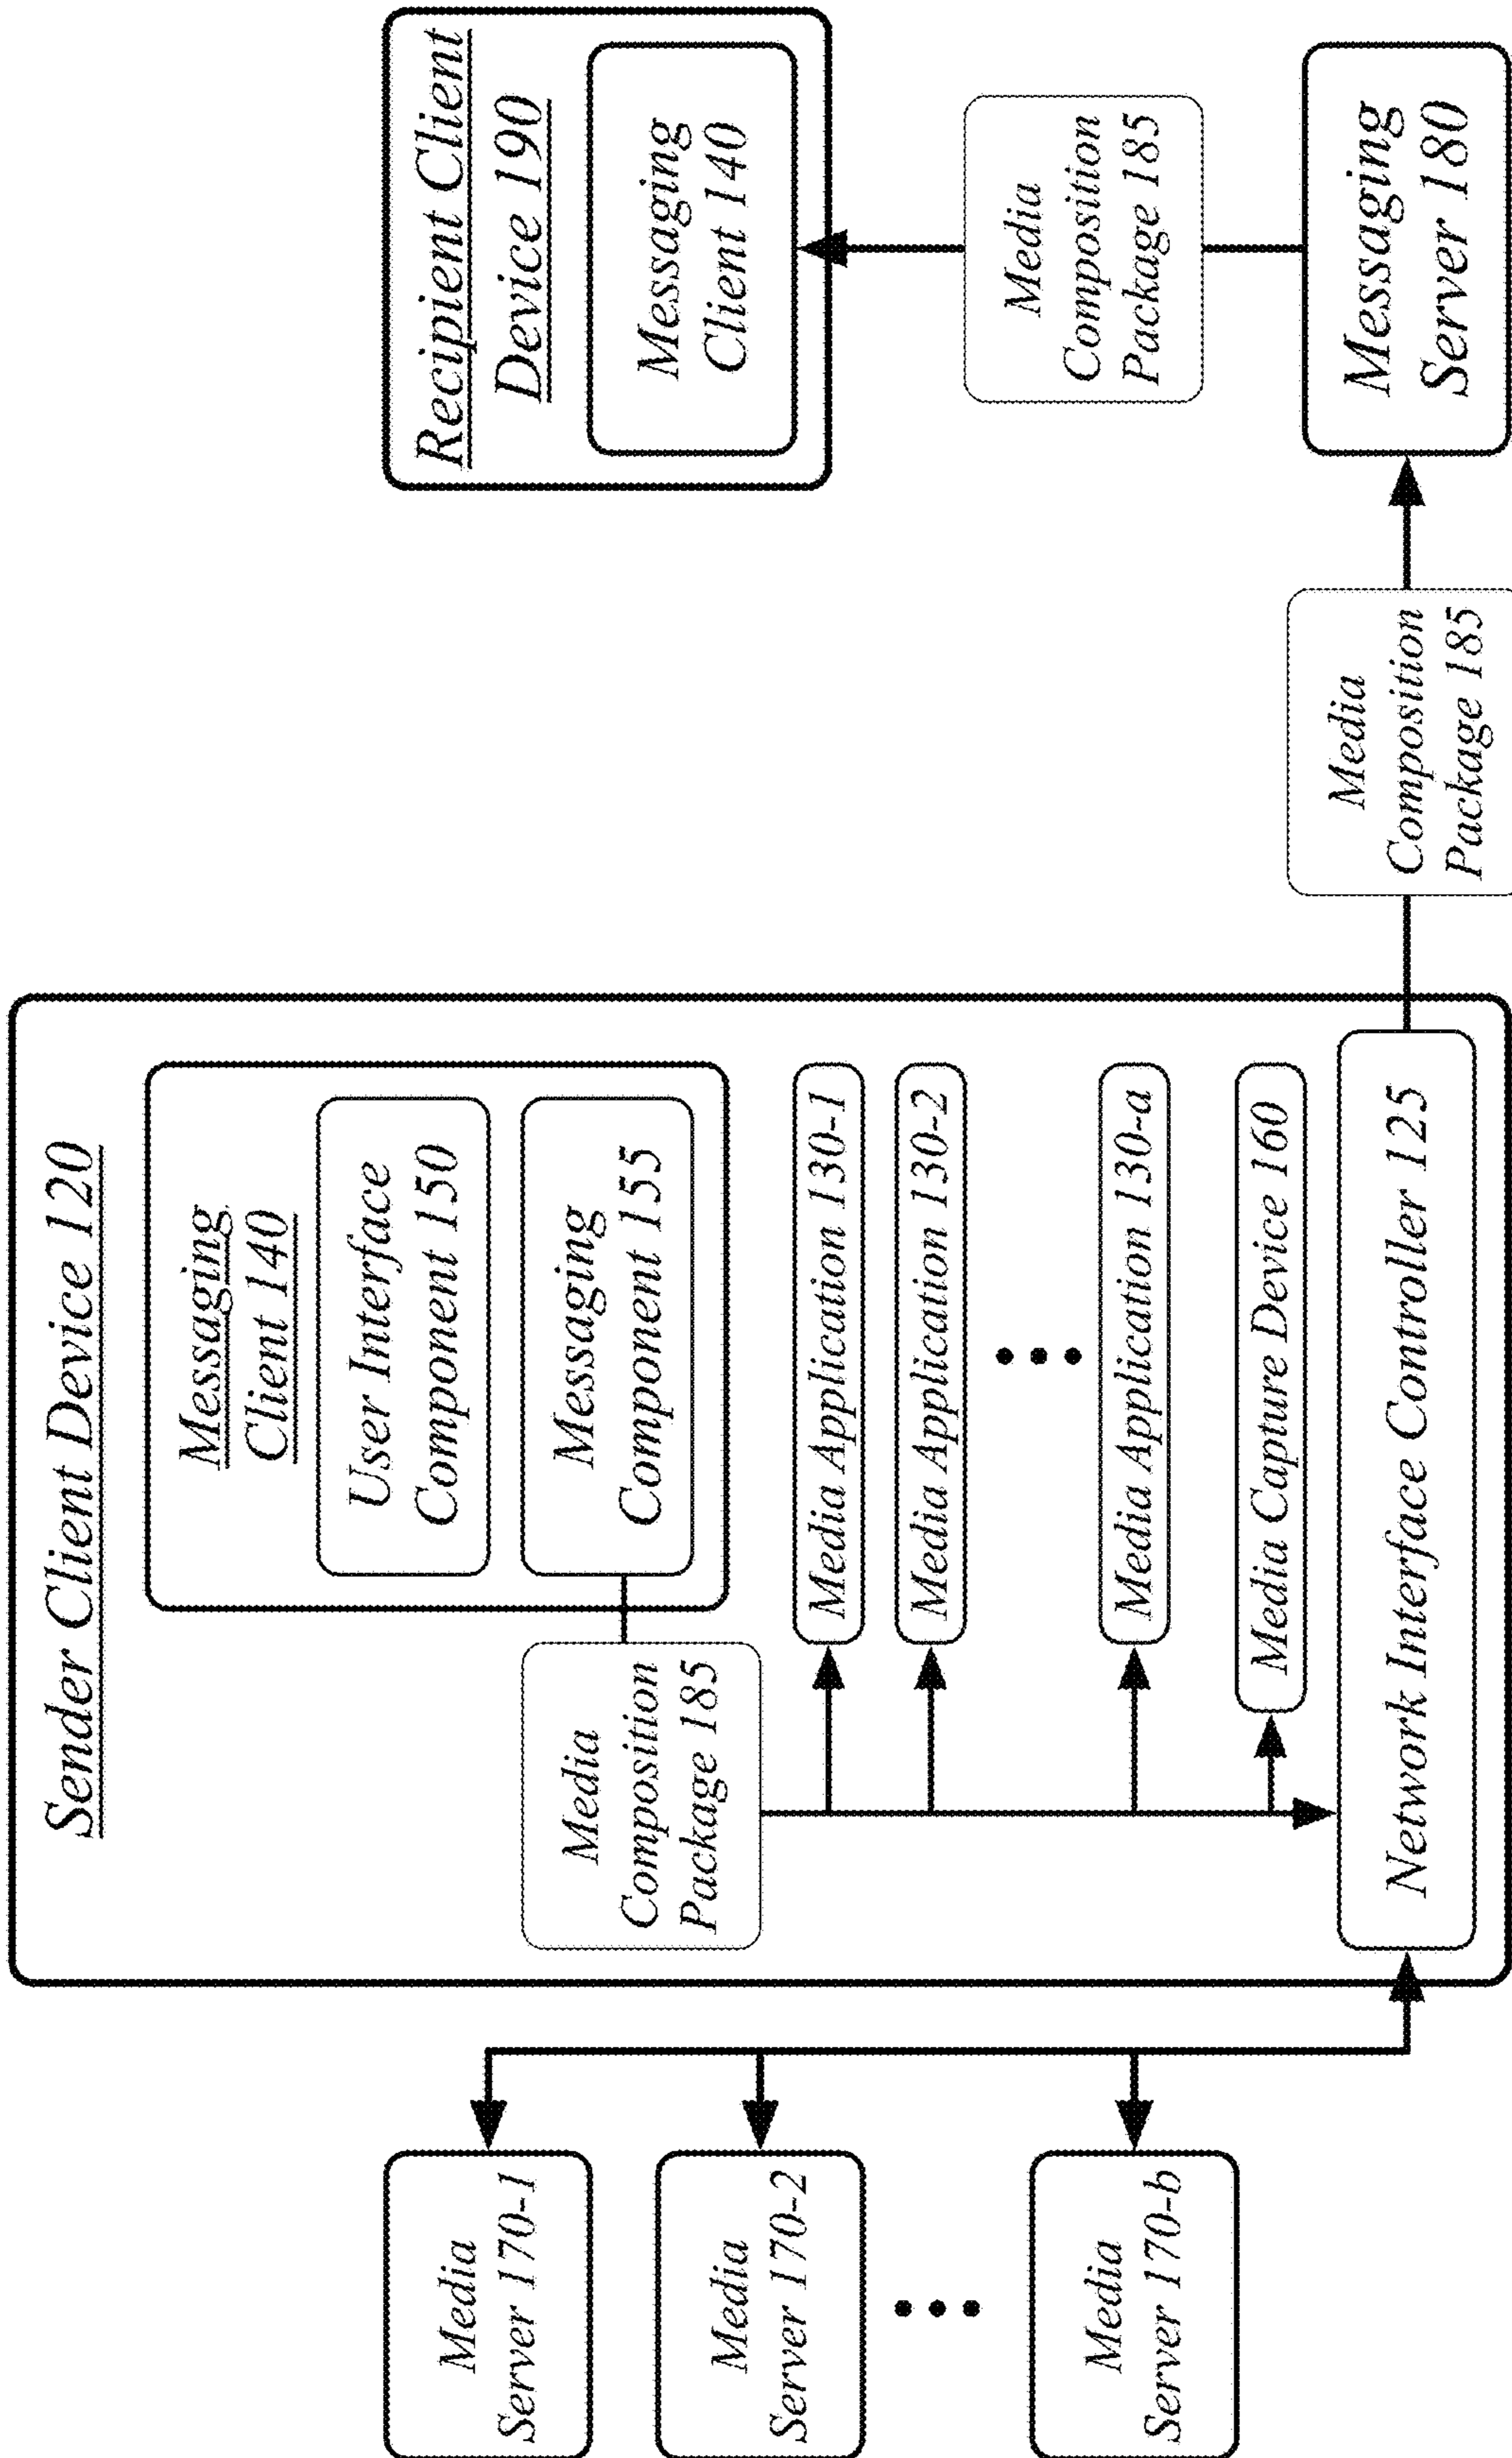 Sender Client Device 120
Messaging
Client 140
User Interface
Component 150
Messaging
Component 155
Media
Composition
Package 185
Media Application 130-1
Media Application 130-2
Media Application 130-a
Media Capture Device 160
Network Interface Controller 125
Media
Server 170-1
Media
Server 170-2
Media
Server 170-b
Recipient Client
Device 190
Messaging
Client 140
Media
Composition
Package 185
Media
Composition
Package 185
Messaging
Server 180